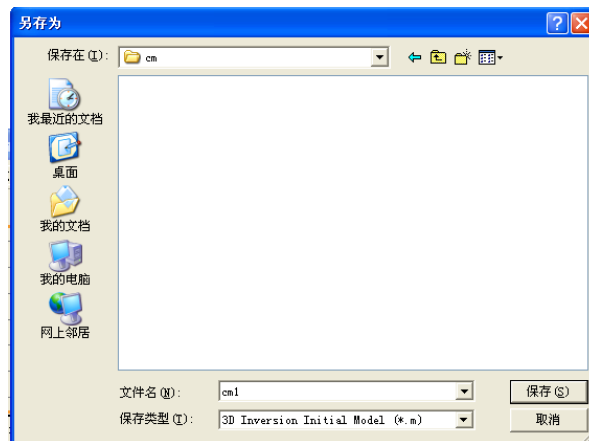 另存为
保存在(I):
cm
我最近的文档
桌面
我的文档
我的电脑
网上邻居
文件名(N):
cm1
保存(S)
保存类型(T):
3D Inversion Initial Model (*.m)
取消